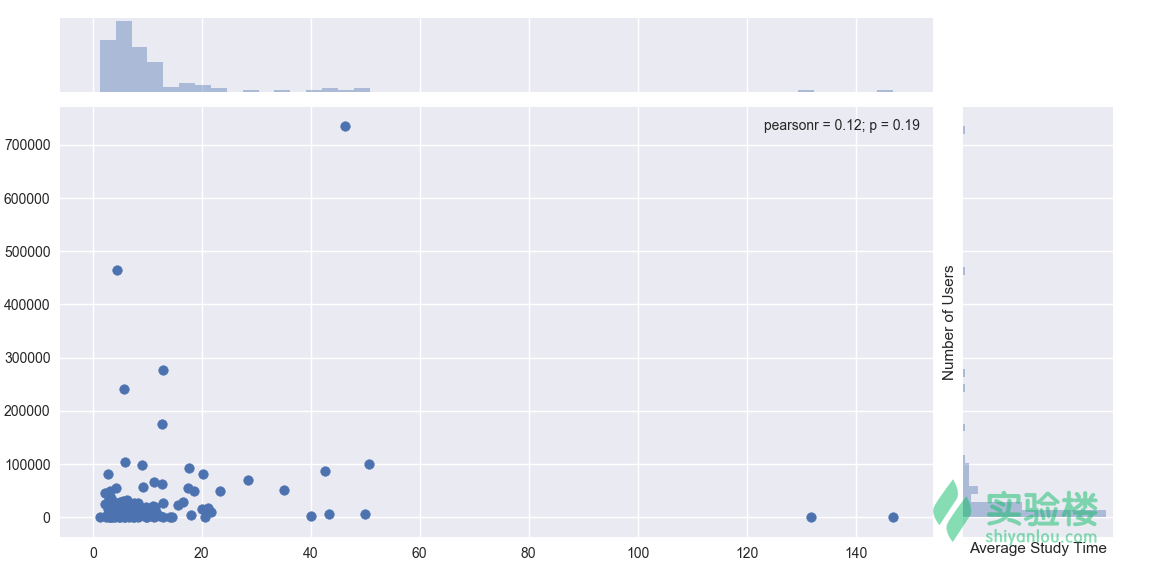 pearsonr = 0.12; p = 0.19
700000
600000
500000
400000
300000
200000
100000
0
0 20 40 60 80 100 120 140
Number of Users
实验楼
shiyanlou.com
Average Study Time